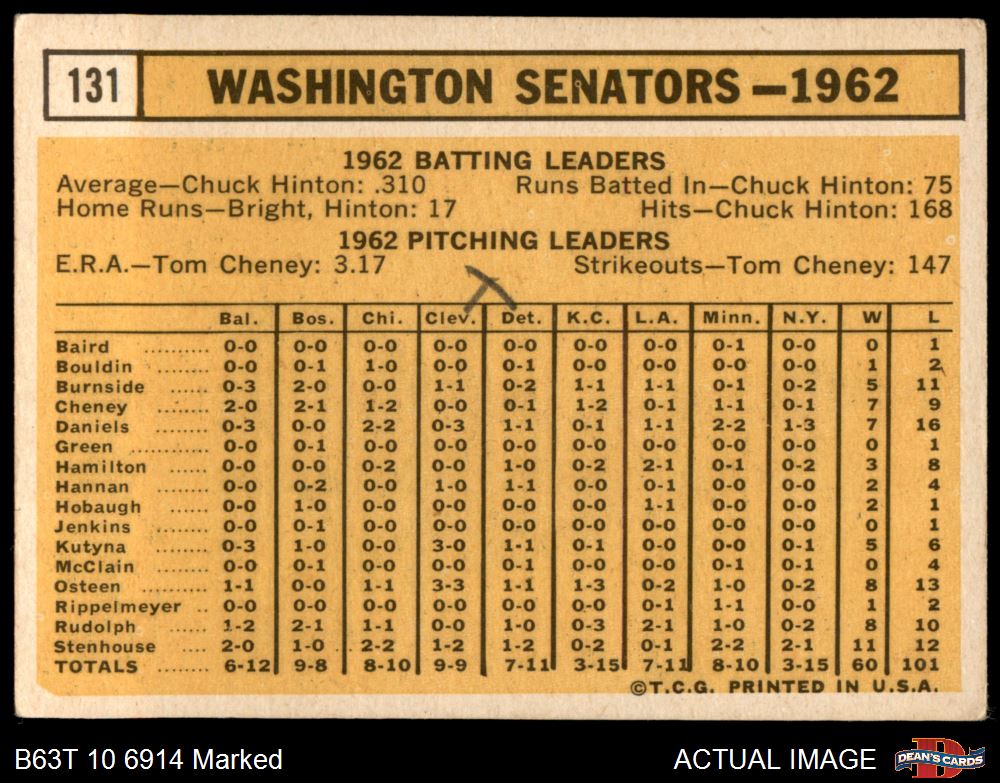 131 WASHINGTON SENATORS—1962
1962 BATTING LEADERS
Average—Chuck Hinton: .310 Runs Batted In—Chuck Hinton: 75
Home Runs—Bright, Hinton: 17 Hits—Chuck Hinton: 168
1962 PITCHING LEADERS
E.R.A.—Tom Cheney: 3.17 Strikeouts—Tom Cheney: 147
Bal. Bos. Chi. Clev. Det. K.C. L.A. Minn. N.Y. W L
Baird ......... 0-0 0-0 0-0 0-0 0-0 0-0 0-0 0-1 0-0 0 1
Bouldin ......... 0-0 0-1 1-0 0-0 0-1 0-0 0-0 0-0 0-0 1 2
Burnside ...... 0-3 2-0 0-0 1-1 0-2 1-1 1-1 0-1 0-2 5 11
Cheney ........ 2-0 2-1 1-2 0-0 0-1 1-2 0-1 1-1 0-1 7 9
Daniels ........ 0-3 0-0 2-2 0-3 1-1 0-1 1-1 2-2 1-3 7 16
Green ............ 0-0 0-1 0-0 0-0 0-0 0-0 0-0 0-0 0-0 0 1
Hamilton ...... 0-0 0-0 0-2 0-0 1-0 0-2 2-1 0-1 0-2 3 8
Hannan ........ 0-0 0-2 0-0 1-0 1-1 0-0 0-1 0-0 0-0 2 4
Hobaugh ...... 0-0 1-0 0-0 0-0 0-0 0-0 1-1 0-0 0-0 2 1
Jenkins ........ 0-0 0-1 0-0 0-0 0-0 0-0 0-0 0-0 0-0 0 1
Kutyna ........ 0-3 1-0 0-0 3-0 1-1 0-1 0-0 0-0 0-1 5 6
McClain ........ 0-0 0-1 0-0 0-0 0-1 0-0 0-0 0-1 0-1 0 4
Osteen ........ 1-1 0-0 1-1 3-3 1-1 1-3 0-2 1-0 0-2 8 13
Rippelmeyer .. 0-0 0-0 0-0 0-0 0-0 0-0 0-1 1-1 0-0 1 2
Rudolph ...... 1-2 2-1 1-1 0-0 1-0 0-3 2-1 1-0 0-2 8 10
Stenhouse .... 2-0 1-0 2-2 1-2 1-2 0-2 0-1 2-2 2-1 11 12
TOTALS ........ 6-12 9-8 8-10 9-9 7-11 3-15 7-11 8-10 3-15 60 101
©T.C.G. PRINTED IN U.S.A.
B63T 10 6914 Marked ACTUAL IMAGE DEAN'S CARDS